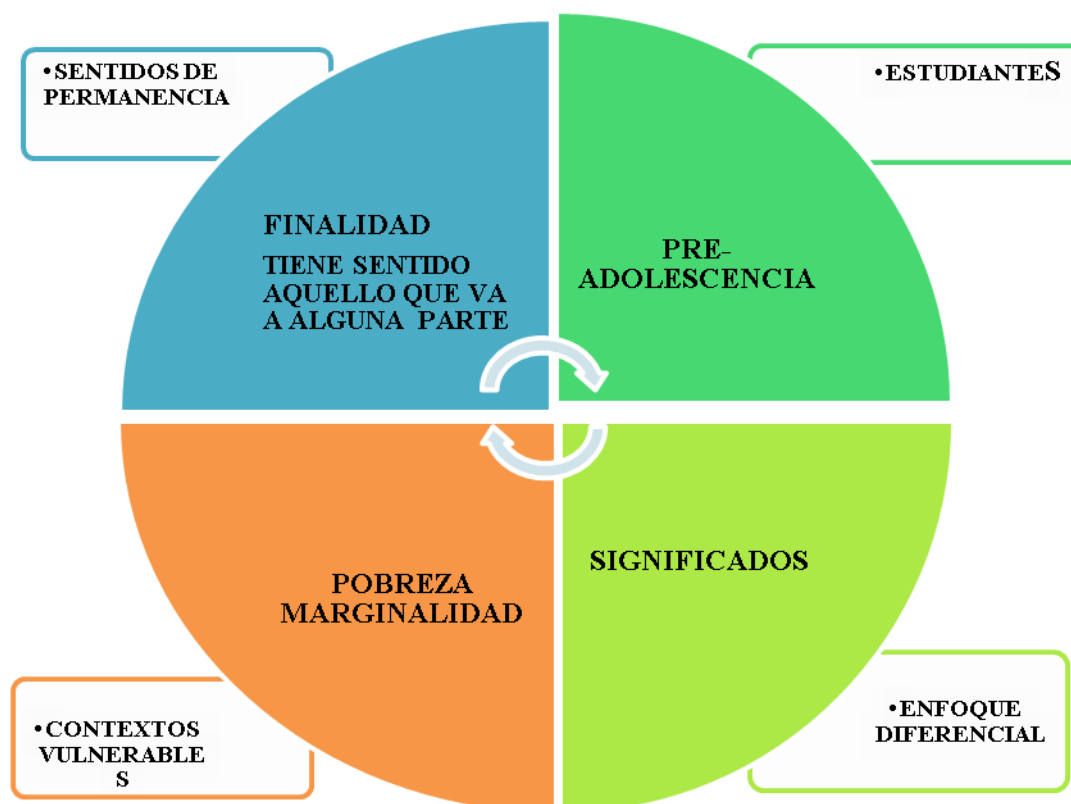 •SENTIDOS DE
PERMANENCIA
•ESTUDIANTES
FINALIDAD
TIENE SENTIDO
AQUELLO QUE VA
A ALGUNA PARTE
PRE-
ADOLESCENCIA
POBREZA
MARGINALIDAD
SIGNIFICADOS
•CONTEXTOS
VULNERABLE
S
•ENFOQUE
DIFERENCIAL